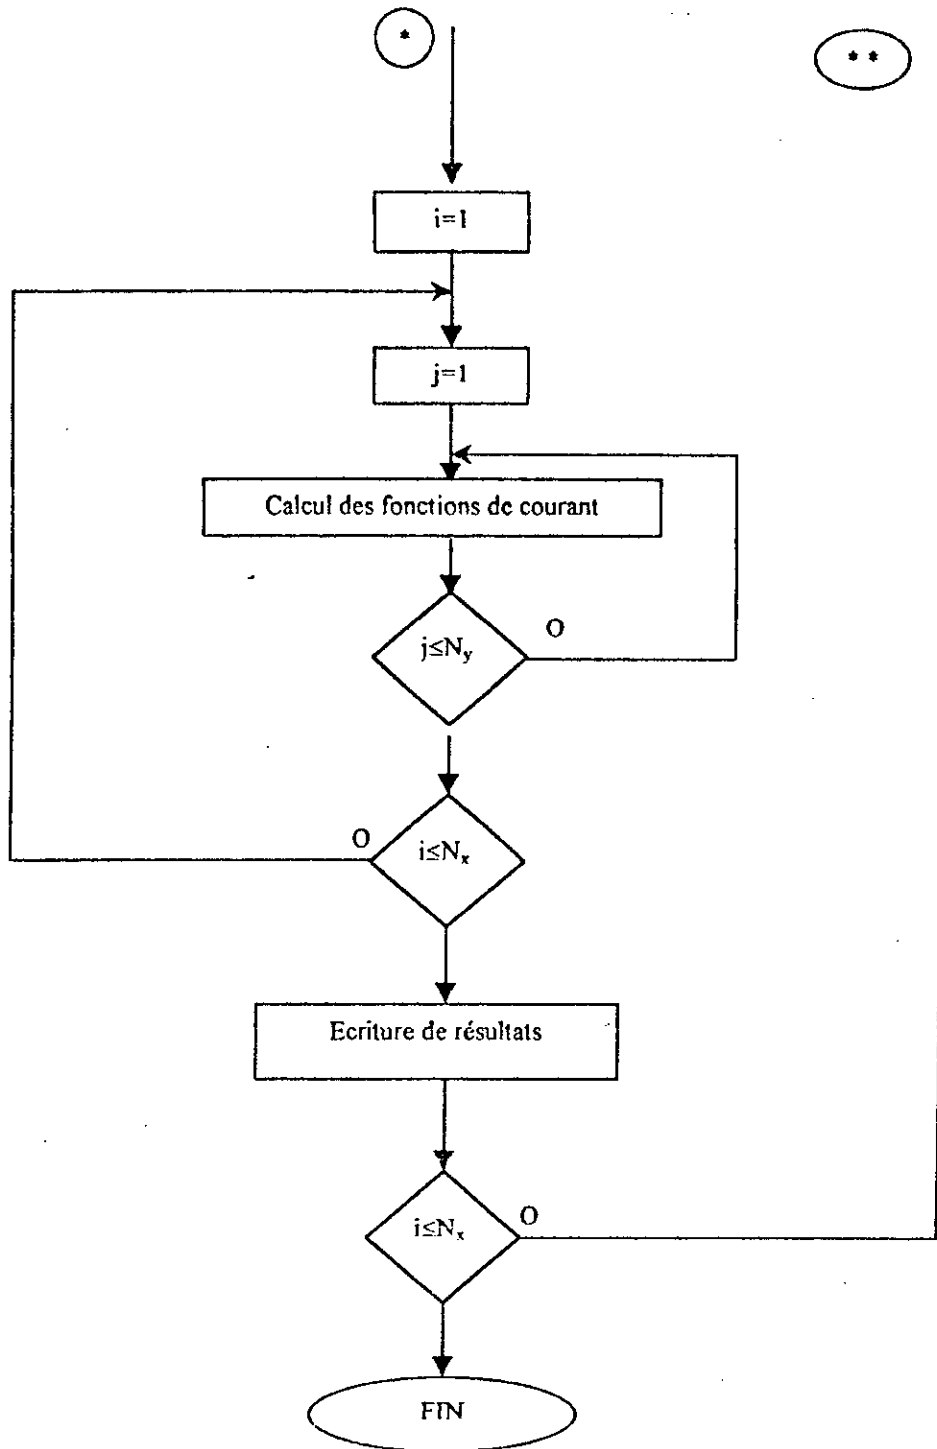 *
* *
i=1
j=1
Calcul des fonctions de courant
j≤Ny
O
O
i≤Nx
Ecriture de résultats
i≤Nx
O
FIN